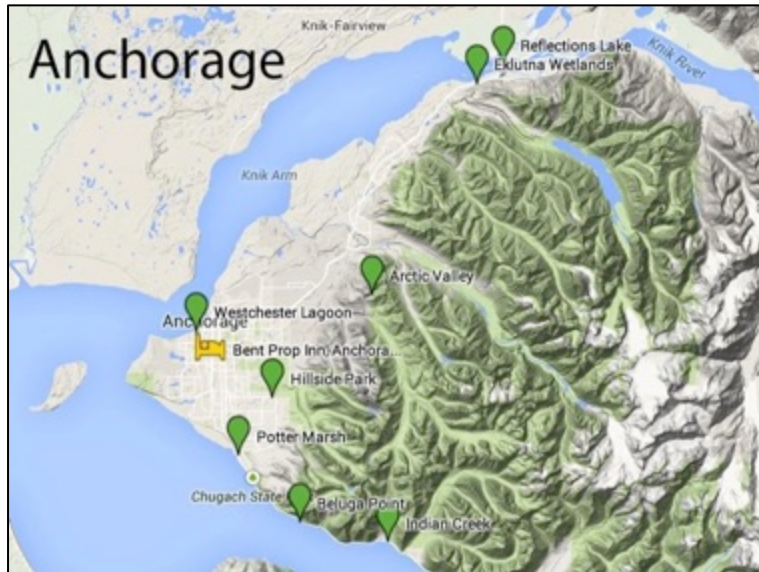 Anchorage
Knik-Fairview
Reflections Lake
Eklutna Wetlands
Knik River
Knik Arm
Arctic Valley
Westchester Lagoon
Anchorage
Bent Prop Inn Anchora...
Hillside Park
Potter Marsh
Chugach State
Beluga Point
Indian Creek